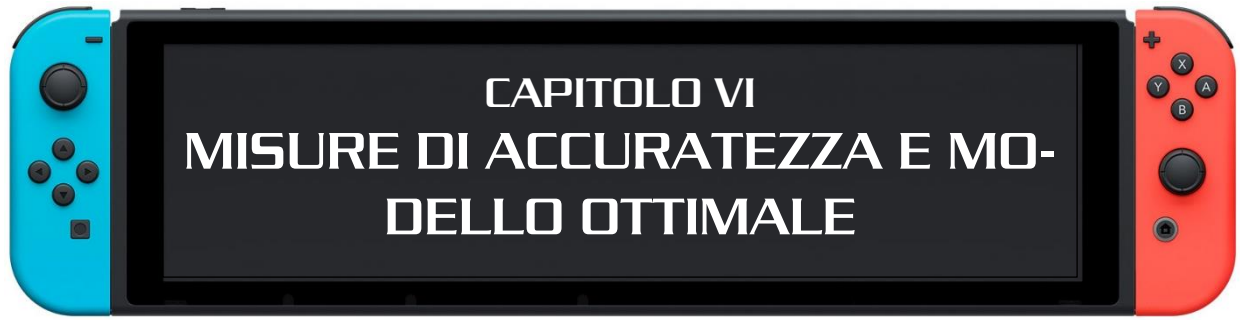 CAPITOLO VI
MISURE DI ACCURATEZZA E MO-
DELLO OTTIMALE
X
Y
A
B